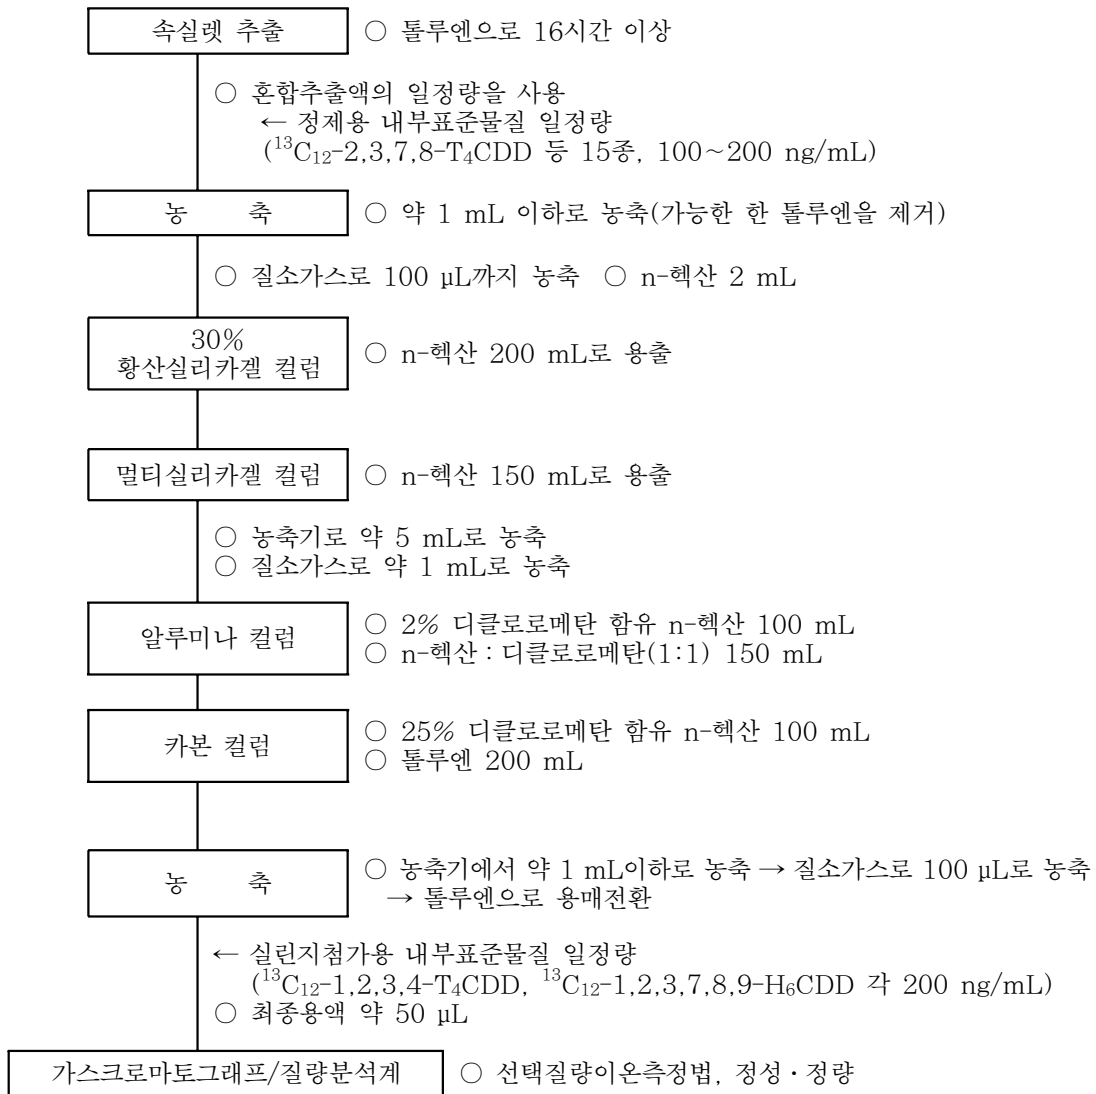 속실렛 추출 ○ 톨루엔으로 16시간 이상
○ 혼합추출액의 일정량을 사용
← 정제용 내부표준물질 일정량
(¹³C₁₂-2,3,7,8-T₄CDD 등 15종, 100~200 ng/mL)
농 축 ○ 약 1 mL 이하로 농축(가능한 한 톨루엔을 제거)
○ 질소가스로 100 μL까지 농축 ○ n-헥산 2 mL
30%
황산실리카겔 컬럼 ○ n-헥산 200 mL로 용출
멀티실리카겔 컬럼 ○ n-헥산 150 mL로 용출
○ 농축기로 약 5 mL로 농축
○ 질소가스로 약 1 mL로 농축
알루미나 컬럼
○ 2% 디클로로메탄 함유 n-헥산 100 mL
○ n-헥산 : 디클로로메탄(1:1) 150 mL
카본 컬럼
○ 25% 디클로로메탄 함유 n-헥산 100 mL
○ 톨루엔 200 mL
농 축
○ 농축기에서 약 1 mL이하로 농축 → 질소가스로 100 μL로 농축
→ 톨루엔으로 용매전환
← 실린지첨가용 내부표준물질 일정량
(¹³C₁₂-1,2,3,4-T₄CDD, ¹³C₁₂-1,2,3,7,8,9-H₆CDD 각 200 ng/mL)
○ 최종용액 약 50 μL
가스크로마토그래프/질량분석계 ○ 선택질량이온측정법, 정성・정량